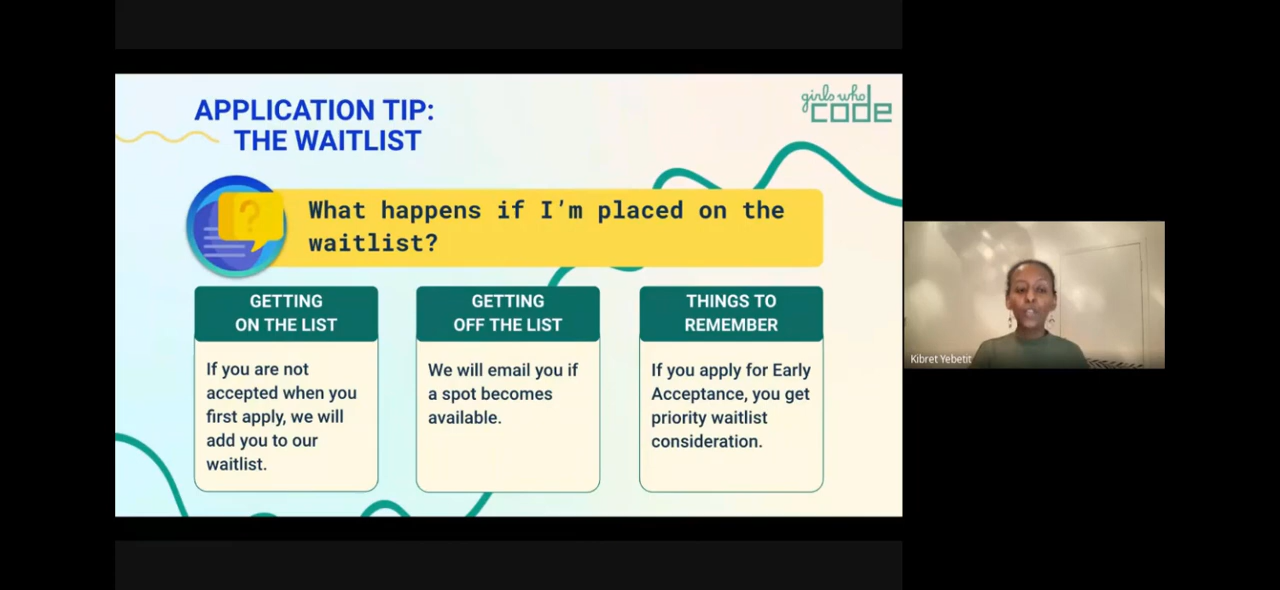 girls who
code
APPLICATION TIP:
THE WAITLIST
?
What happens if I’m placed on the
waitlist?
GETTING
ON THE LIST
If you are not
accepted when you
first apply, we will
add you to our
waitlist.
GETTING
OFF THE LIST
We will email you if
a spot becomes
available.
THINGS TO
REMEMBER
If you apply for Early
Acceptance, you get
priority waitlist
consideration.
Kibret Yebetit